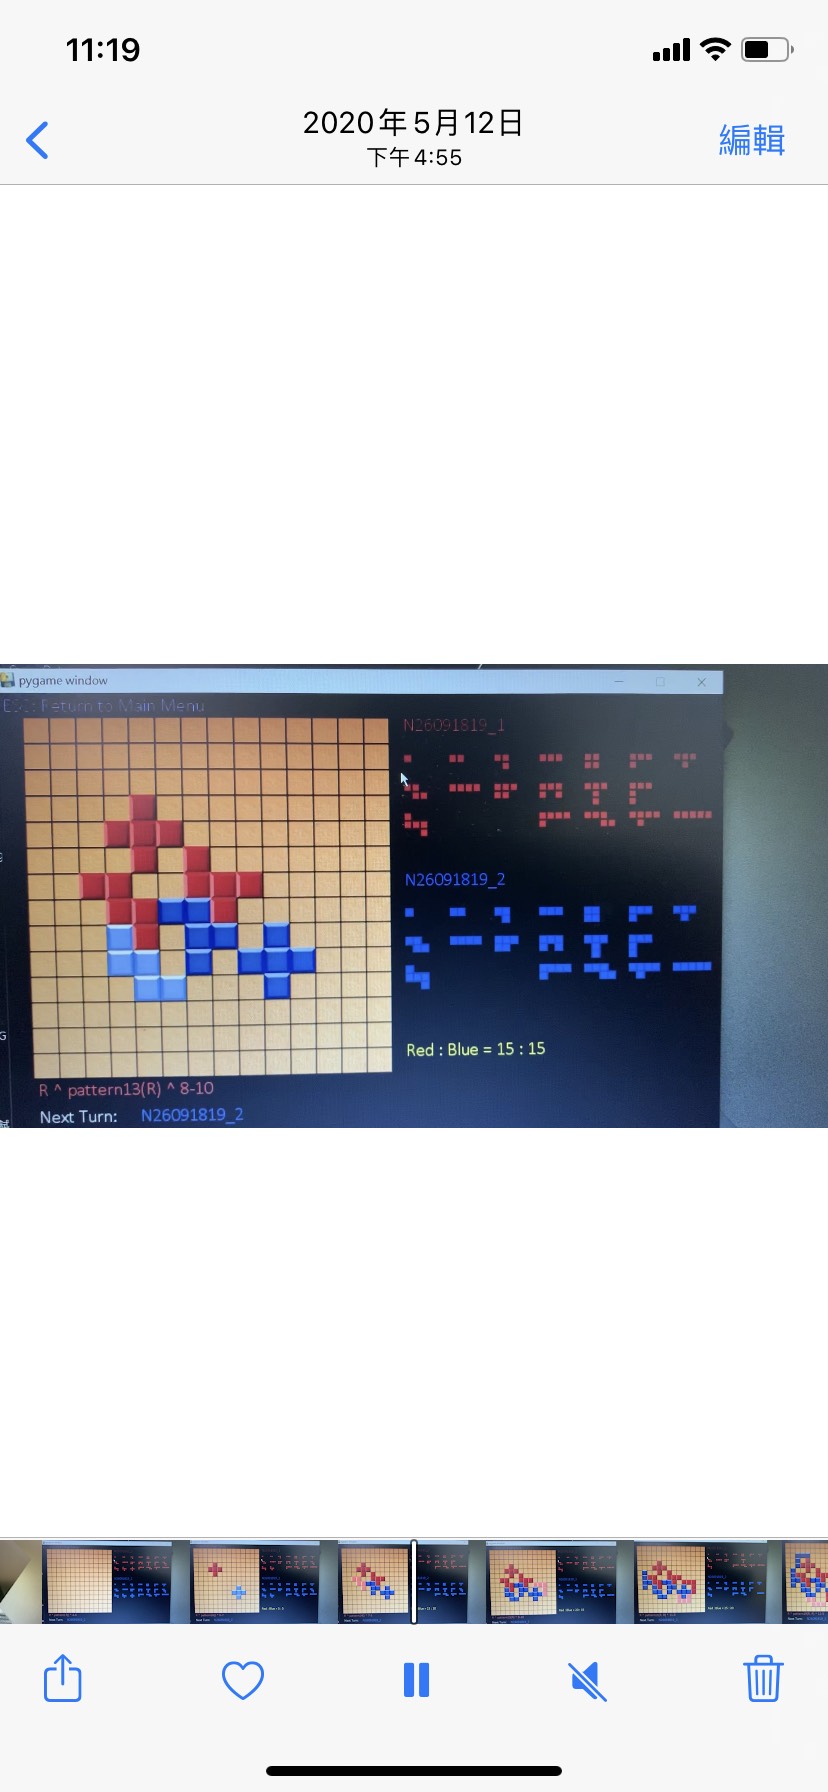 11:19
2020年5月12日
下午4:55
編輯
pygame window
ESC: Return to Main Menu
N26091819_1
N26091819_2
Red : Blue = 15 : 15
R ^ pattern13(R) ^ 8-10
Next Turn: N26091819_2